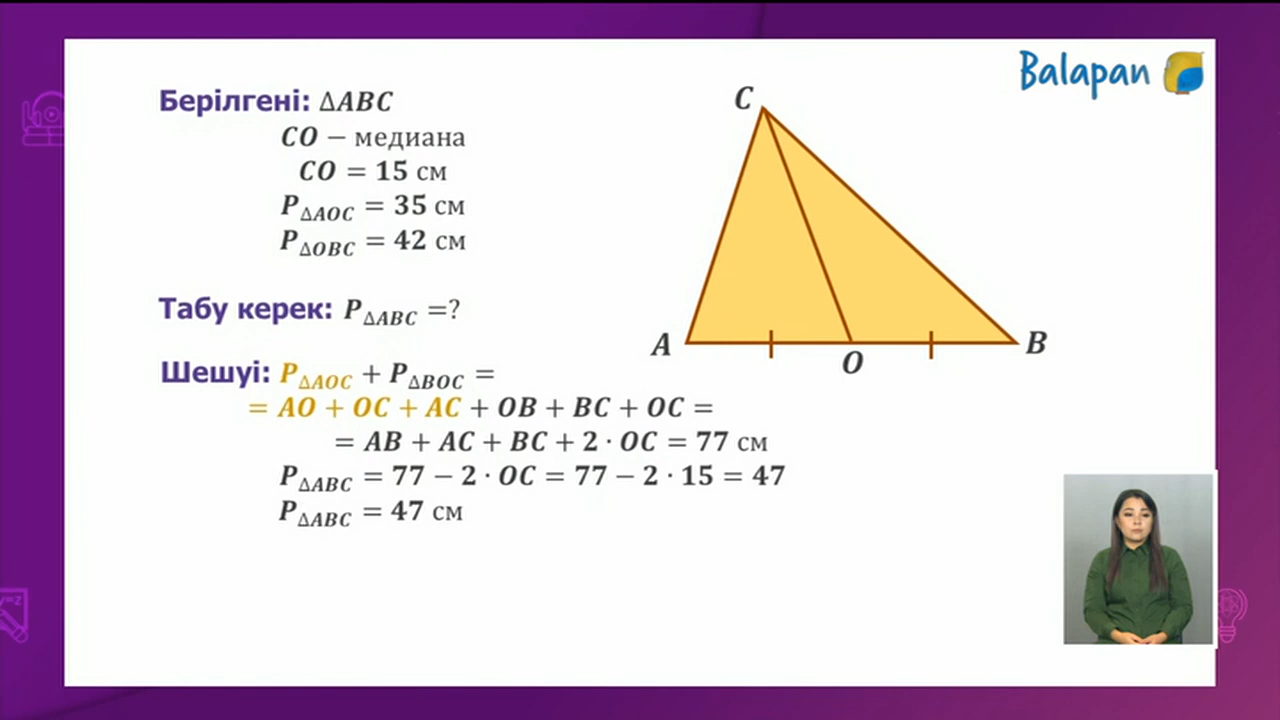 Balapan
Берілгені: ΔABC
CO − медиана
CO = 15 см
P_ΔAOC = 35 см
P_ΔOBC = 42 см
Табу керек: P_ΔABC =?
Шешуі: P_ΔAOC + P_ΔBOC =
= AO + OC + AC + OB + BC + OC =
= AB + AC + BC + 2 · OC = 77 см
P_ΔABC = 77 − 2 · OC = 77 − 2 · 15 = 47
P_ΔABC = 47 см
C
A
O
B